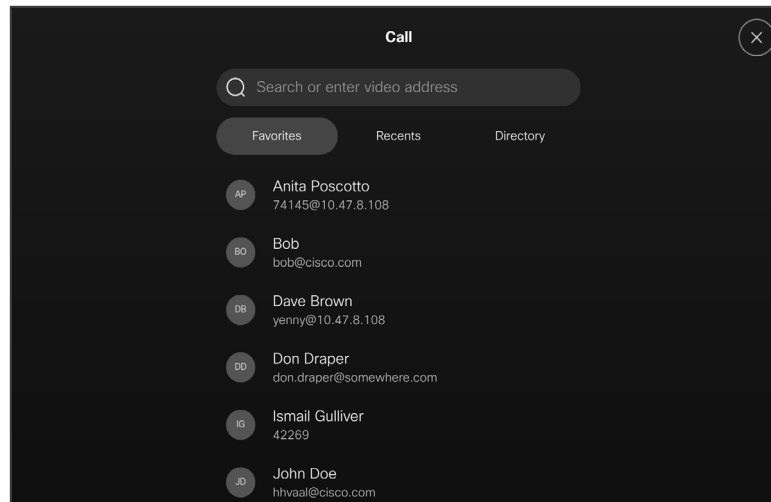 Call
Search or enter video address
Favorites Recents Directory
AP
Anita Poscotto
74145@10.47.8.108
BO
Bob
bob@cisco.com
DB
Dave Brown
yenny@10.47.8.108
DD
Don Draper
don.draper@somewhere.com
IG
Ismail Gulliver
42269
JD
John Doe
hhvaal@cisco.com